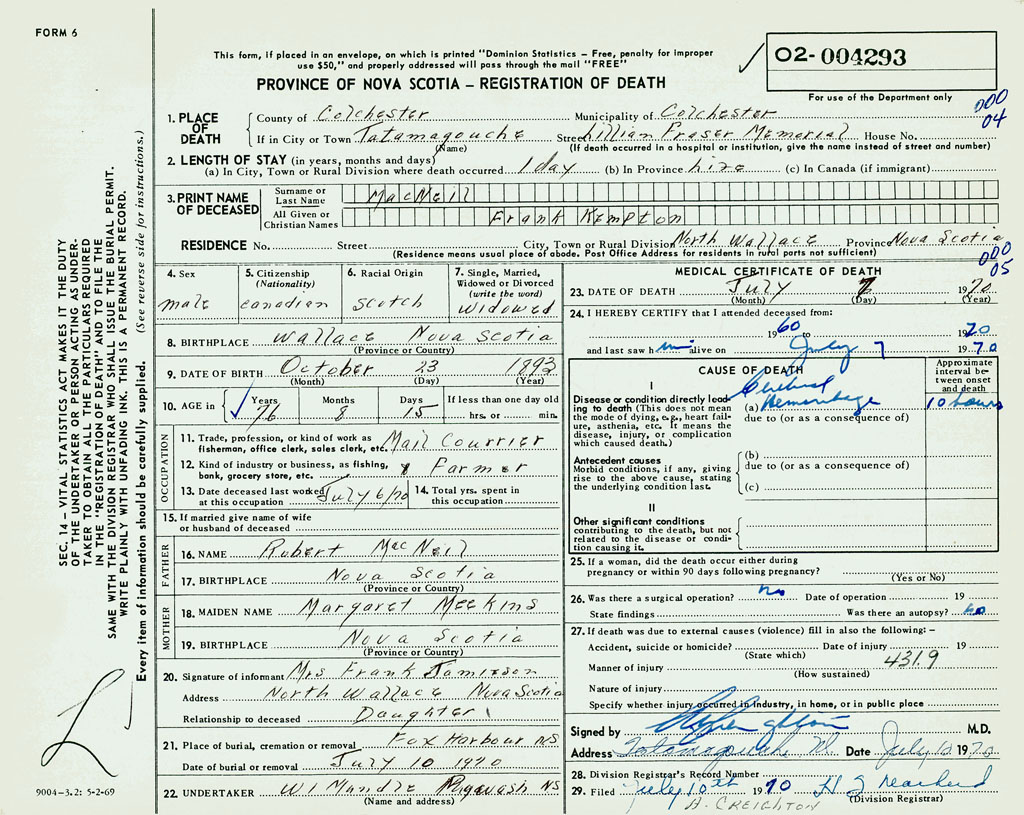 FORM 6
This form, if placed in an envelope, on which is printed "Dominion Statistics – Free, penalty for improper
use $50," and properly addressed will pass through the mail "FREE"
PROVINCE OF NOVA SCOTIA – REGISTRATION OF DEATH
02-004293
For use of the Department only
000
04
1. PLACE OF DEATH
County of Colchester Municipality of Colchester
If in City or Town Tatamagouche Street Lillian Fraser Memorial House No.
(Name) (If death occurred in a hospital or institution, give the name instead of street and number)
2. LENGTH OF STAY (in years, months and days)
(a) In City, Town or Rural Division where death occurred 1 day (b) In Province (c) In Canada (if immigrant)
3. PRINT NAME OF DECEASED
Surname or Last Name MacNeil
All Given or Christian Names Frank Kempton
RESIDENCE No. Street City, Town or Rural Division North Wallace Province Nova Scotia
(Residence means usual place of abode. Post Office Address for residents in rural parts not sufficient)
000
05
4. Sex male
5. Citizenship (Nationality) canadian
6. Racial Origin scotch
7. Single, Married, Widowed or Divorced (write the word) widowed
8. BIRTHPLACE Wallace Nova Scotia
(Province or Country)
9. DATE OF BIRTH October 23 1893
(Month) (Day) (Year)
10. AGE in Years 76 Months 8 Days 15 If less than one day old hrs. or min.
OCCUPATION
11. Trade, profession, or kind of work as fisherman, office clerk, sales clerk, etc. Mail Courrier
12. Kind of industry or business, as fishing, bank, grocery store, etc. Farmer
13. Date deceased last worked at this occupation July 6/70
14. Total yrs. spent in this occupation
15. If married give name of wife or husband of deceased
FATHER
16. NAME Robert MacNeil
17. BIRTHPLACE Nova Scotia
(Province or Country)
MOTHER
18. MAIDEN NAME Margaret Meekins
19. BIRTHPLACE Nova Scotia
(Province or Country)
20. Signature of informant Mrs Frank Jamieson
Address North Wallace Nova Scotia
Relationship to deceased Daughter
21. Place of burial, cremation or removal Fox Harbour NS
Date of burial or removal July 10 1970
22. UNDERTAKER Pugwash NS
(Name and address)
MEDICAL CERTIFICATE OF DEATH
23. DATE OF DEATH July 7 1970
(Month) (Day) (Year)
24. I HEREBY CERTIFY that I attended deceased from:
1960 to 1970
and last saw him alive on July 7 1970
CAUSE OF DEATH
Approximate interval between onset and death
I
Disease or condition directly leading to death (This does not mean the mode of dying, e.g., heart failure, asthenia, etc. It means the disease, injury, or complication which caused death.)
(a) Cerebral Hemorrhage 10 hours
due to (or as a consequence of)
Antecedent causes
Morbid conditions, if any, giving rise to the above cause, stating the underlying condition last.
(b)
due to (or as a consequence of)
(c)
II
Other significant conditions
contributing to the death, but not related to the disease or condition causing it.
25. If a woman, did the death occur either during
pregnancy or within 90 days following pregnancy?
(Yes or No)
26. Was there a surgical operation? no Date of operation 19
State findings Was there an autopsy? no
27. If death was due to external causes (violence) fill in also the following:–
Accident, suicide or homicide? Date of injury 19
(State which)
Manner of injury 431.9
(How sustained)
Nature of injury
Specify whether injury occurred in industry, in home, or in public place
Signed by M.D.
Address Tatamagouche Date July 10 1970
28. Division Registrar's Record Number
29. Filed July 10th 1970
(Division Registrar)
A. CREIGHTON
SEC. 14 – VITAL STATISTICS ACT MAKES IT THE DUTY
OF THE UNDERTAKER OR PERSON ACTING AS UNDER-
TAKER TO OBTAIN ALL THE PARTICULARS REQUIRED
IN THE "REGISTRATION OF DEATH" AND TO FILE THE
SAME WITH THE DIVISION REGISTRAR WHO SHALL ISSUE THE BURIAL PERMIT.
WRITE PLAINLY WITH UNFADING INK. THIS IS A PERMANENT RECORD.
Every item of information should be carefully supplied. (See reverse side for instructions.)
9004-3.2: 5-2-69